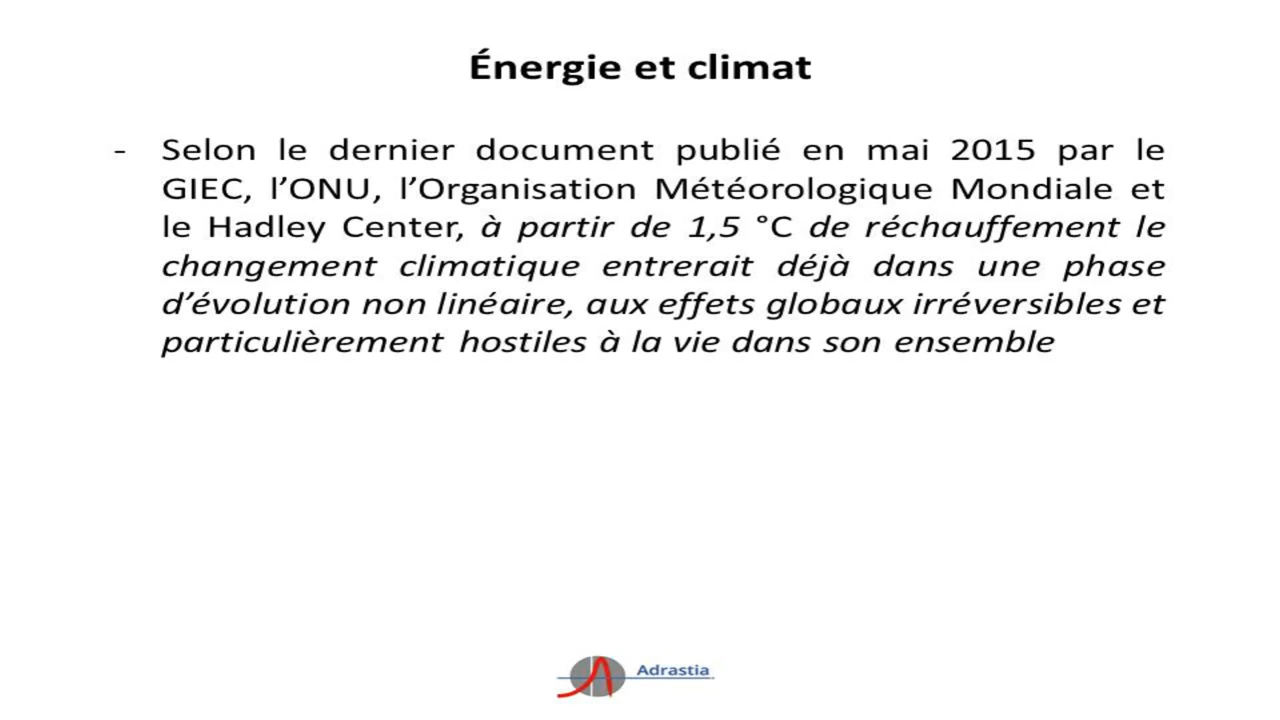 Énergie et climat
- Selon le dernier document publié en mai 2015 par le
GIEC, l’ONU, l’Organisation Météorologique Mondiale et
le Hadley Center, à partir de 1,5 °C de réchauffement le
changement climatique entrerait déjà dans une phase
d’évolution non linéaire, aux effets globaux irréversibles et
particulièrement hostiles à la vie dans son ensemble
Adrastia